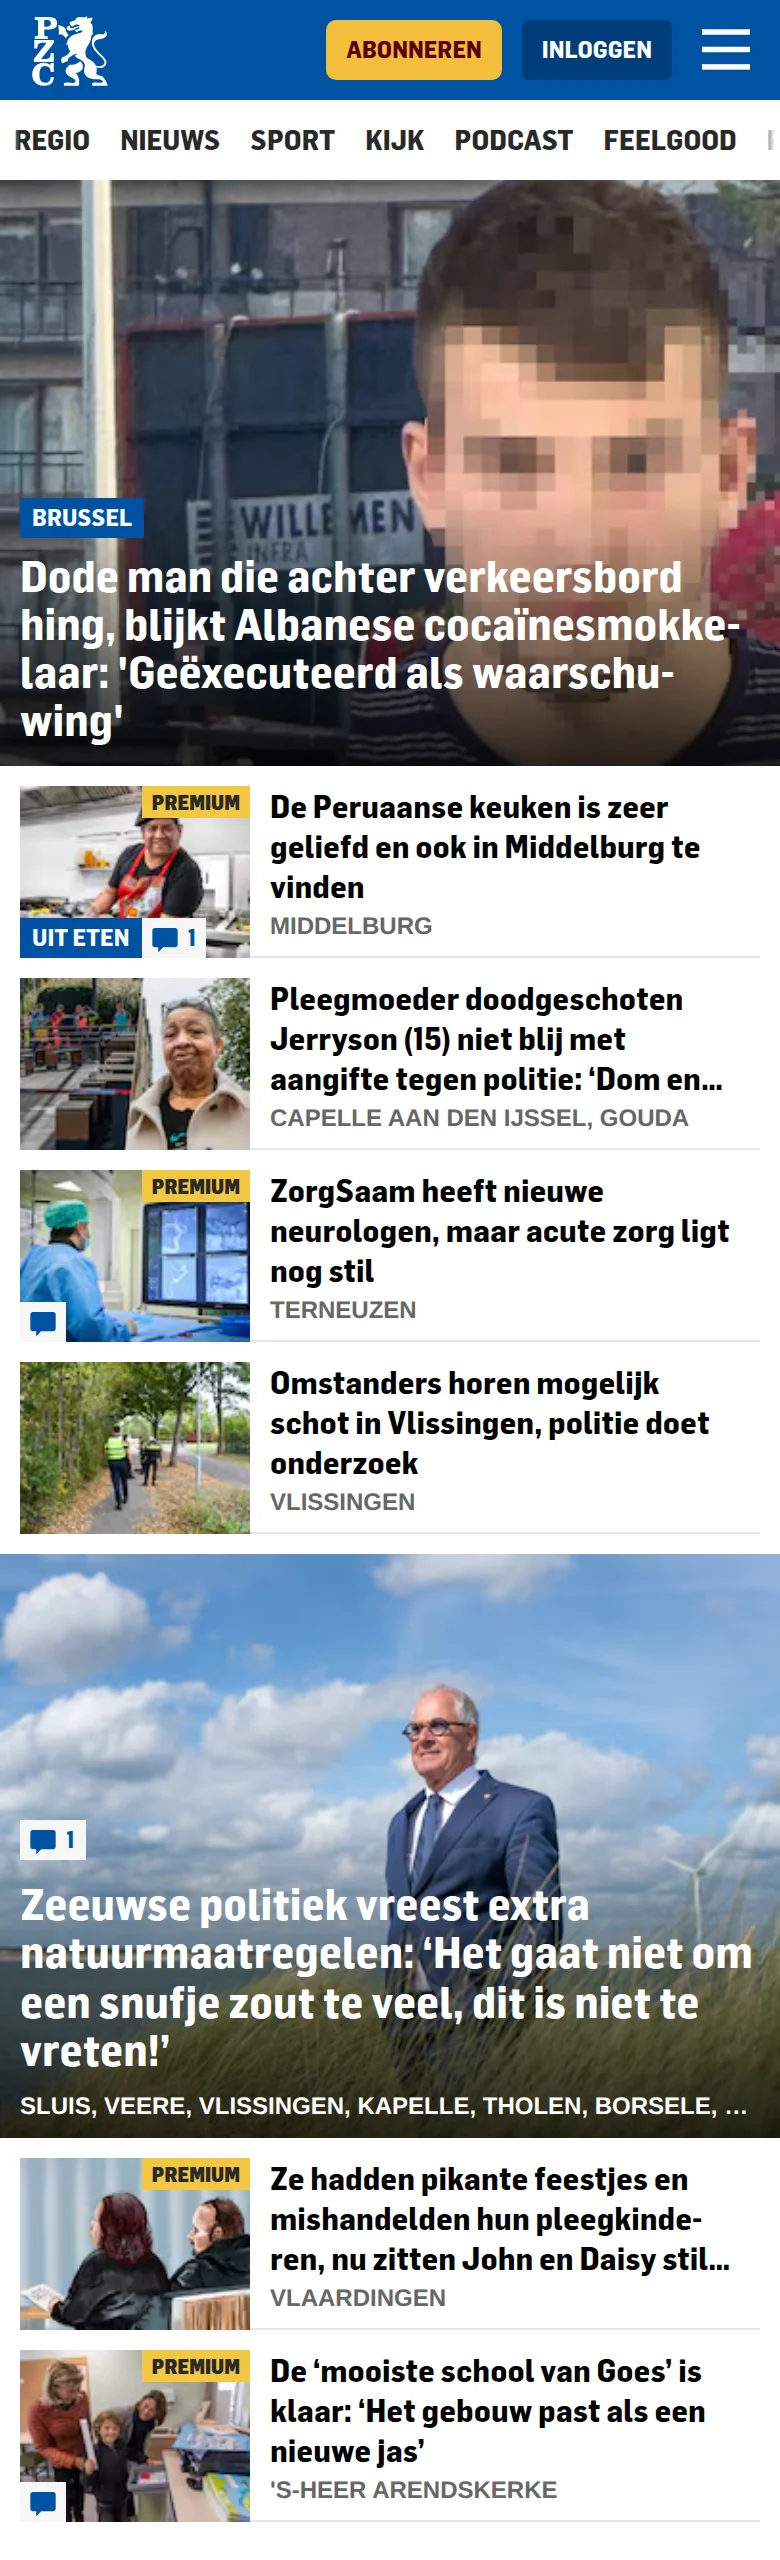 PZC
ABONNEREN
INLOGGEN
REGIO NIEUWS SPORT KIJK PODCAST FEELGOOD
WILLEMEN
INFRA
BRUSSEL
Dode man die achter verkeersbord
hing, blijkt Albanese cocaïnesmokke-
laar: 'Geëxecuteerd als waarschu-
wing'
PREMIUM
UIT ETEN
1
De Peruaanse keuken is zeer
geliefd en ook in Middelburg te
vinden
MIDDELBURG
Pleegmoeder doodgeschoten
Jerryson (15) niet blij met
aangifte tegen politie: ‘Dom en...
CAPELLE AAN DEN IJSSEL, GOUDA
PREMIUM
ZorgSaam heeft nieuwe
neurologen, maar acute zorg ligt
nog stil
TERNEUZEN
Omstanders horen mogelijk
schot in Vlissingen, politie doet
onderzoek
VLISSINGEN
1
Zeeuwse politiek vreest extra
natuurmaatregelen: ‘Het gaat niet om
een snufje zout te veel, dit is niet te
vreten!’
SLUIS, VEERE, VLISSINGEN, KAPELLE, THOLEN, BORSELE, ...
PREMIUM
Ze hadden pikante feestjes en
mishandelden hun pleegkinde-
ren, nu zitten John en Daisy stil...
VLAARDINGEN
PREMIUM
De ‘mooiste school van Goes’ is
klaar: ‘Het gebouw past als een
nieuwe jas’
'S-HEER ARENDSKERKE